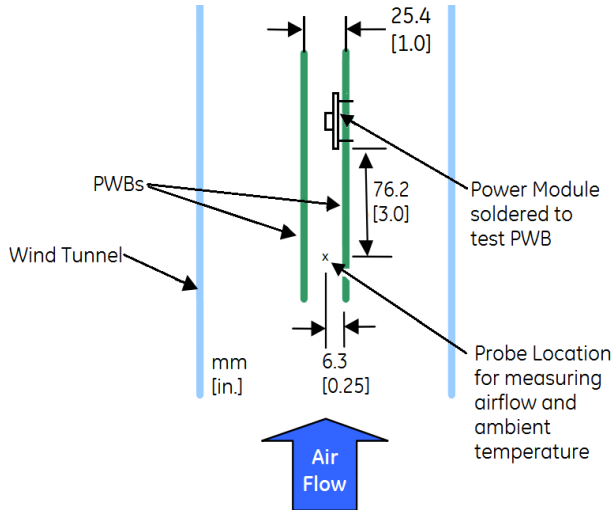 25.4
[1.0]
PWBs
76.2
[3.0]
Power Module
soldered to
test PWB
Wind Tunnel
x
mm
[in.]
6.3
[0.25]
Probe Location
for measuring
airflow and
ambient
temperature
Air
Flow